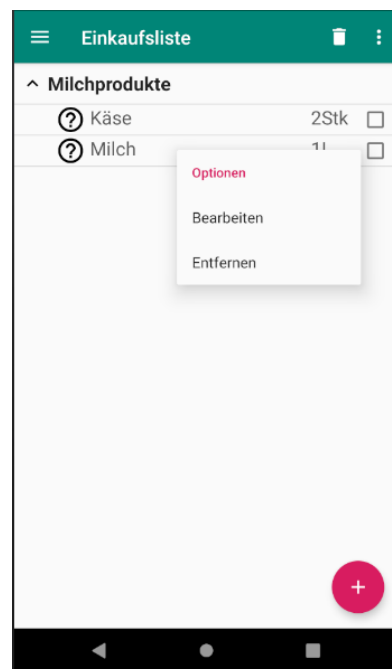 Einkaufsliste
Milchprodukte
Käse 2Stk
Milch
Optionen
Bearbeiten
Entfernen